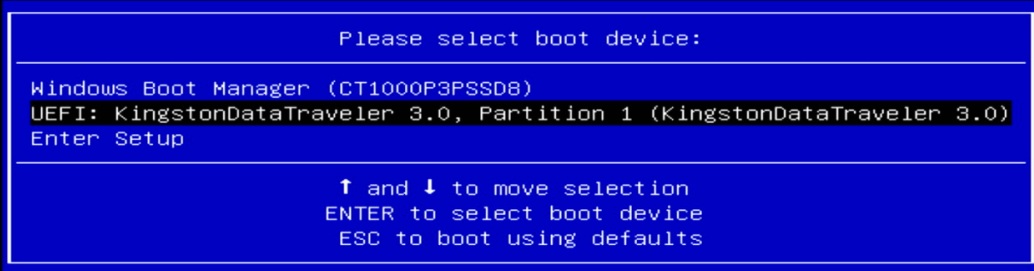 Please select boot device:
Windows Boot Manager (CT1000P3PSSD8)
UEFI: KingstonDataTraveler 3.0, Partition 1 (KingstonDataTraveler 3.0)
Enter Setup
↑ and ↓ to move selection
ENTER to select boot device
ESC to boot using defaults